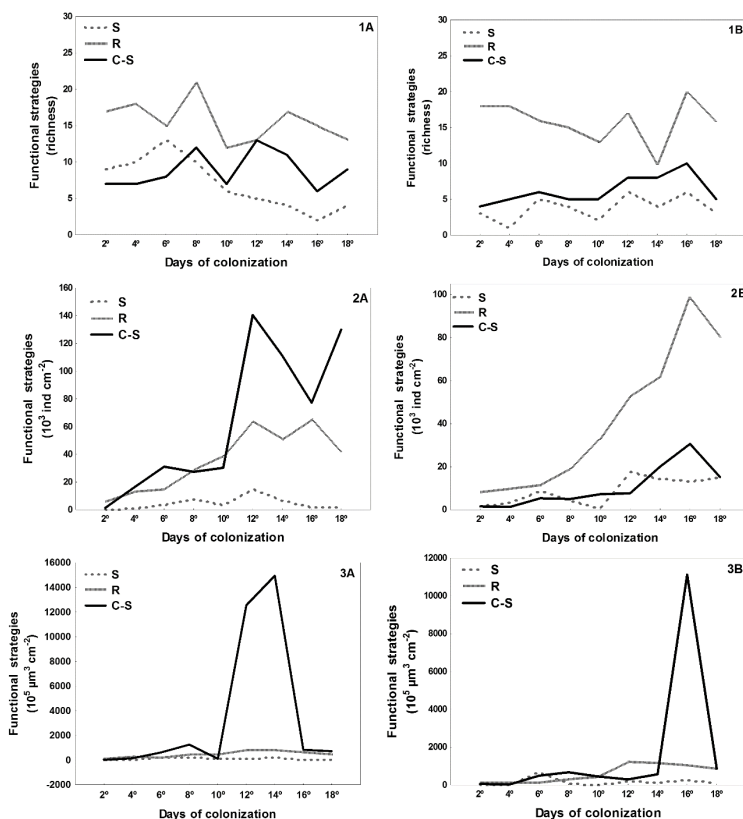 30
25
20
15
10
5
0
S
R
C-S
1A
Functional strategies
(richness)
2º 4º 6º 8º 10º 12º 14º 16º 18º
Days of colonization
30
25
20
15
10
5
0
S
R
C-S
1B
Functional strategies
(richness)
2º 4º 6º 8º 10º 12º 14º 16º 18º
Days of colonization
160
140
120
100
80
60
40
20
0
S
R
C-S
2A
Functional strategies
(10³ ind cm⁻²)
2º 4º 6º 8º 10º 12º 14º 16º 18º
Days of colonization
100
80
60
40
20
0
S
R
C-S
2B
Functional strategies
(10³ ind cm⁻²)
2º 4º 6º 8º 10º 12º 14º 16º 18º
Days of colonization
16000
14000
12000
10000
8000
6000
4000
2000
0
-2000
S
R
C-S
3A
Functional strategies
(10⁵ µm³ cm⁻²)
2º 4º 6º 8º 10º 12º 14º 16º 18º
Days of colonization
12000
10000
8000
6000
4000
2000
0
S
R
C-S
3B
Functional strategies
(10⁵ µm³ cm⁻²)
2º 4º 6º 8º 10º 12º 14º 16º 18º
Days of colonization